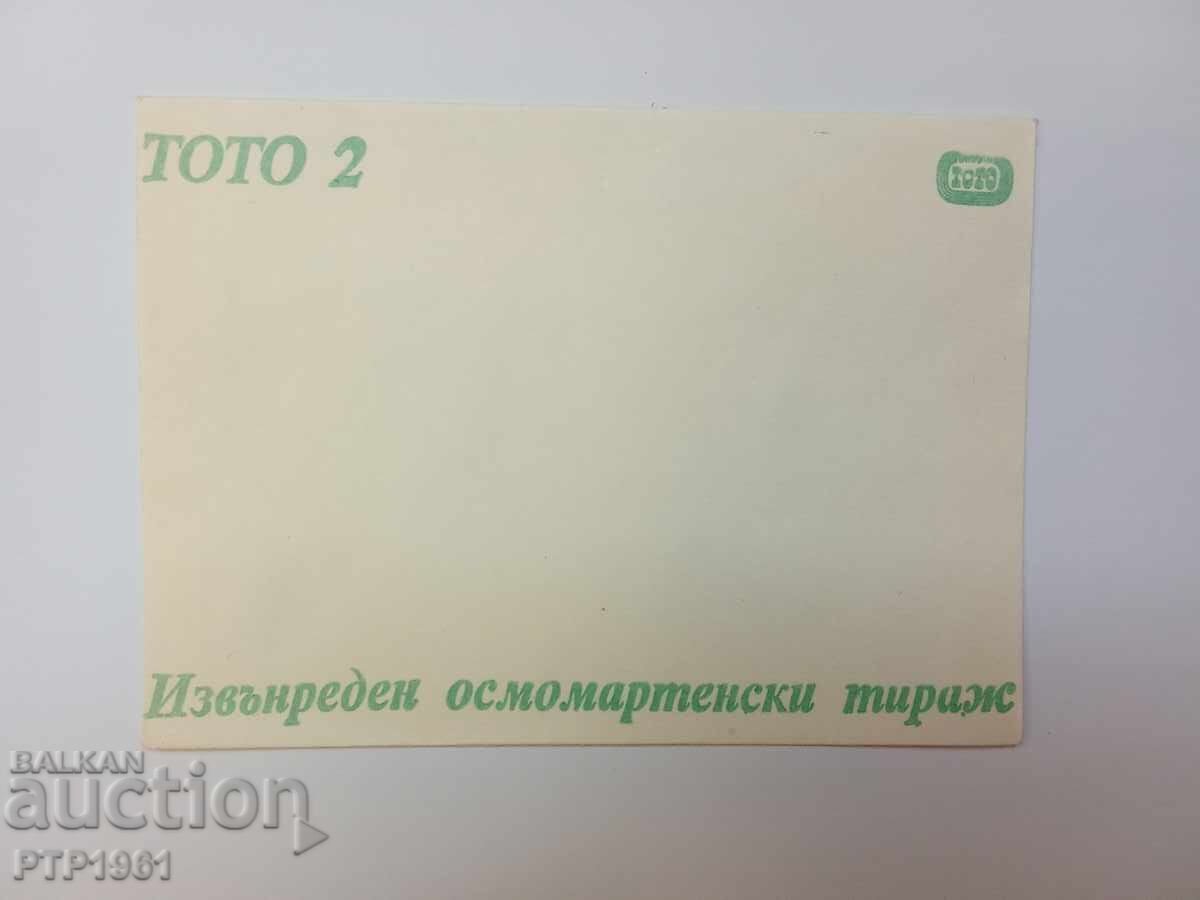 ТОТО 2
ТОТО
Извънреден осмомартенски тираж
BALKAN
auction
PTP1961